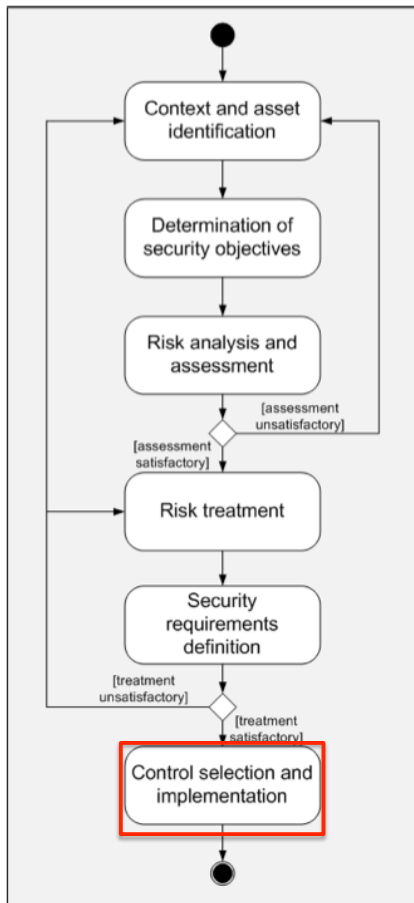 Context and asset
identification
Determination of
security objectives
Risk analysis and
assessment
[assessment
unsatisfactory]
[assessment
satisfactory]
Risk treatment
Security
requirements
definition
[treatment
unsatisfactory]
[treatment
satisfactory]
Control selection and
implementation